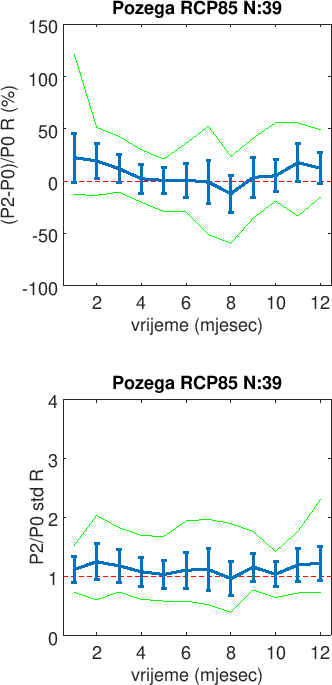 Pozega RCP85 N:39
150
100
50
0
-50
-100
(P2-P0)/P0 R (%)
2 4 6 8 10 12
vrijeme (mjesec)
Pozega RCP85 N:39
4
3
2
1
0
P2/P0 std R
2 4 6 8 10 12
vrijeme (mjesec)